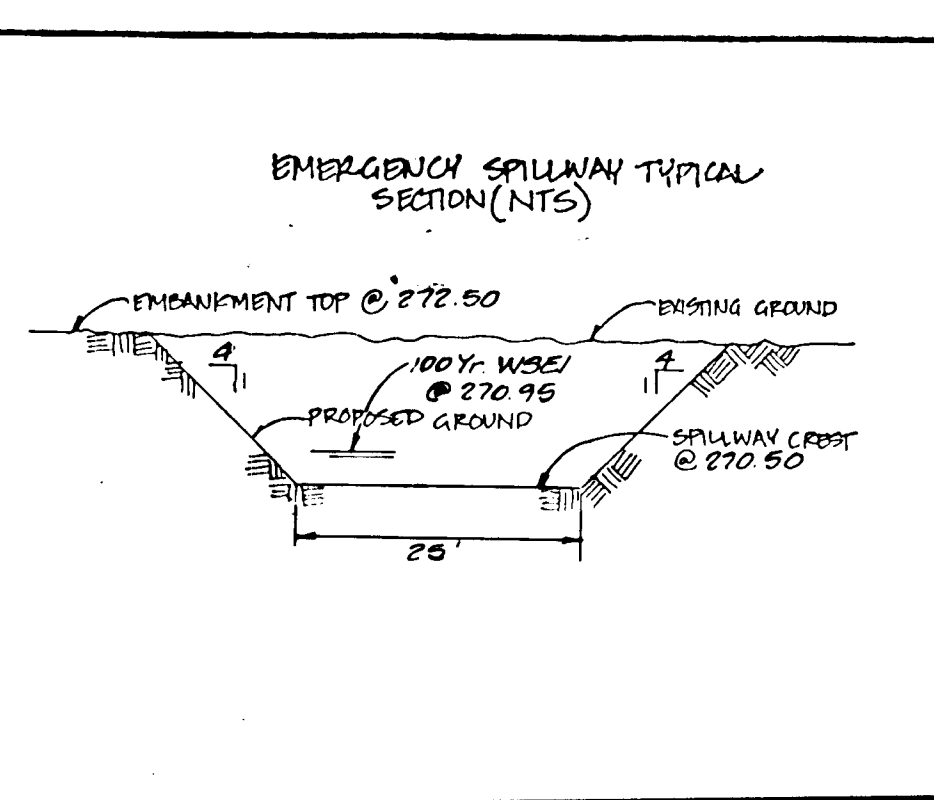 EMERGENCY SPILLWAY TYPICAL
SECTION (NTS)
EMBANKMENT TOP @ 272.50
EXISTING GROUND
4
1
100 Yr. WSEl
@ 270.95
4
1
PROPOSED GROUND
SPILLWAY CREST
@ 270.50
25'